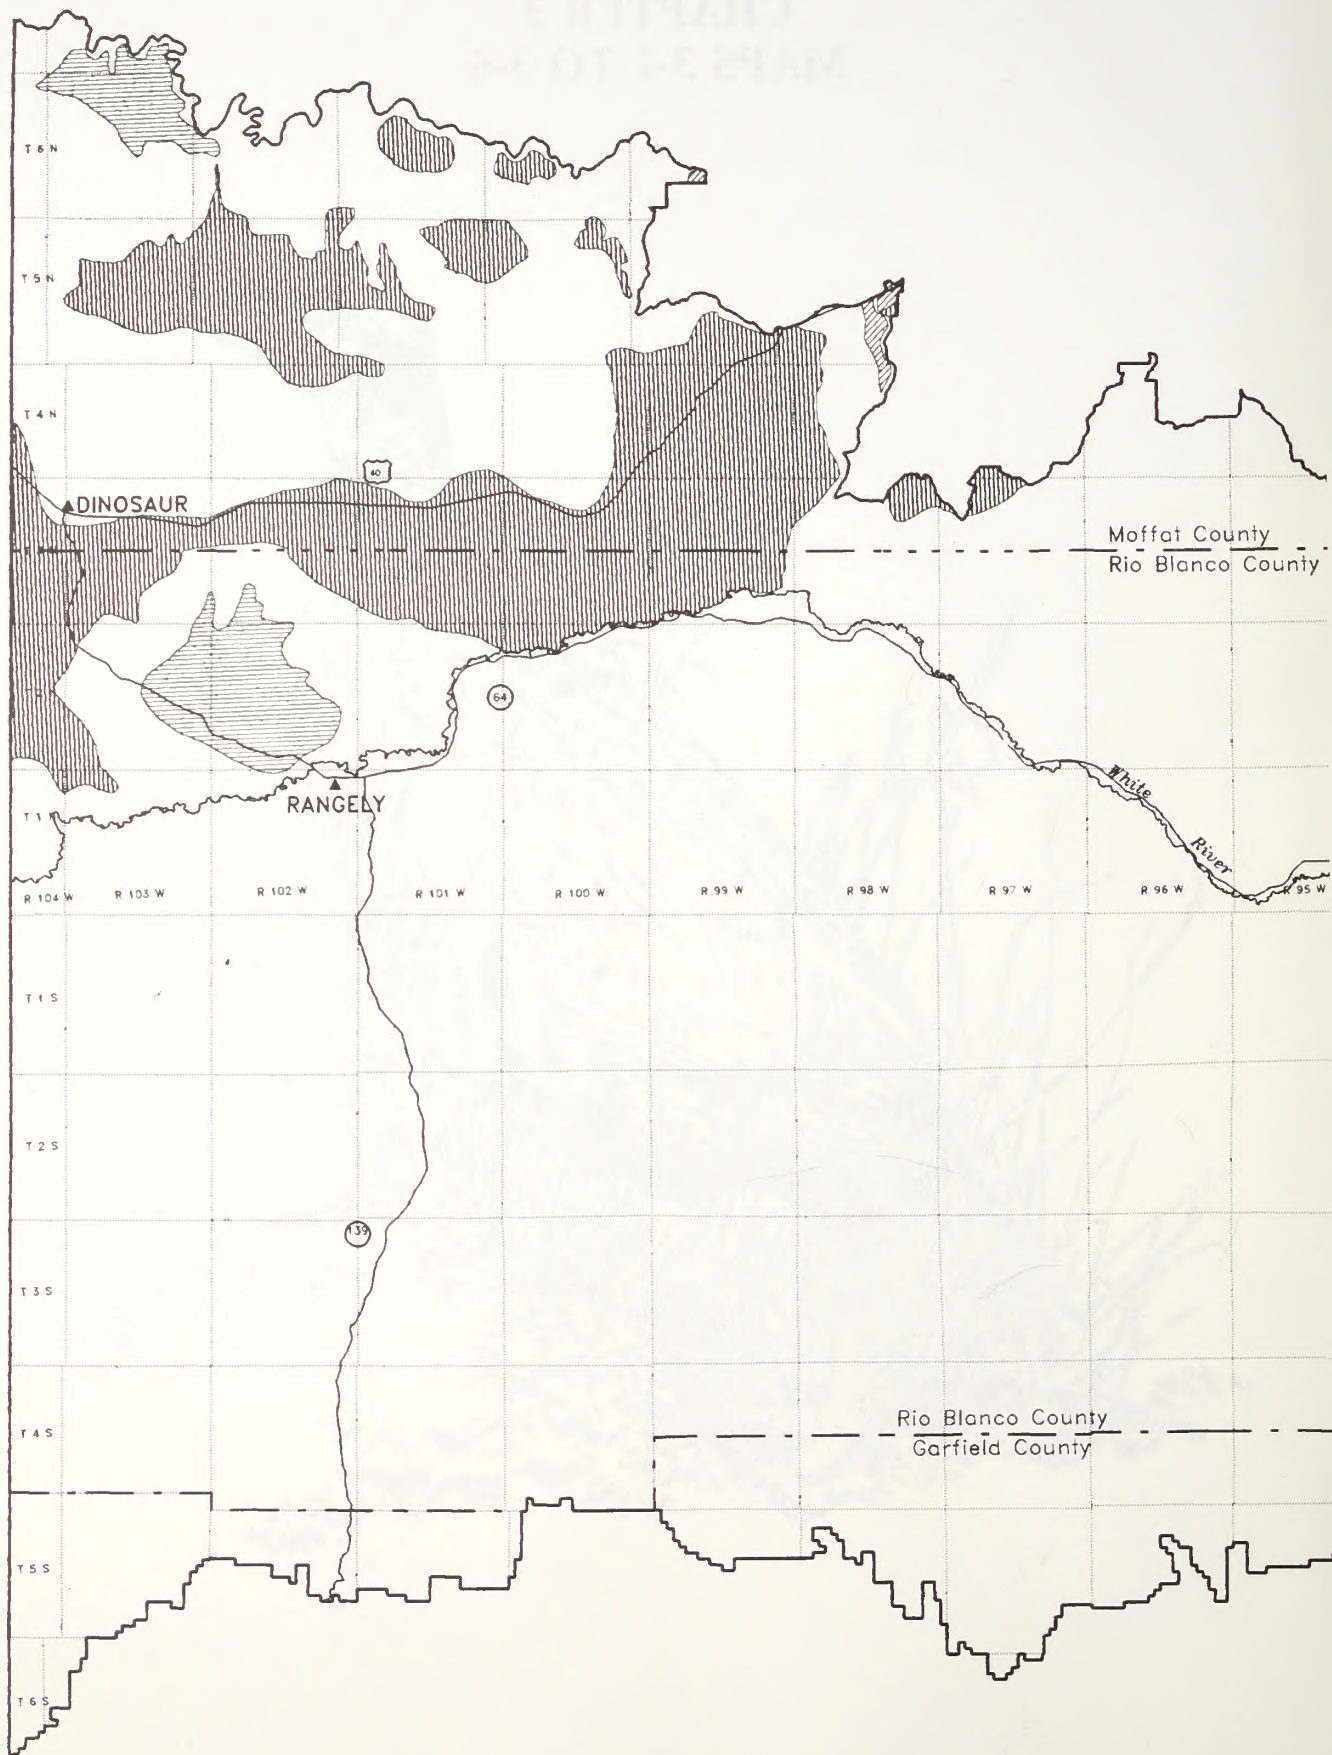 T 6 N
T 5 N
T 4 N
40
DINOSAUR
Moffat County
Rio Blanco County
64
RANGELY
White
River
T 1
R 104 W
R 103 W
R 102 W
R 101 W
R 100 W
R 99 W
R 98 W
R 97 W
R 96 W
R 95 W
T 1 S
T 2 S
139
T 3 S
Rio Blanco County
T 4 S
Garfield County
T 5 S
T 6 S